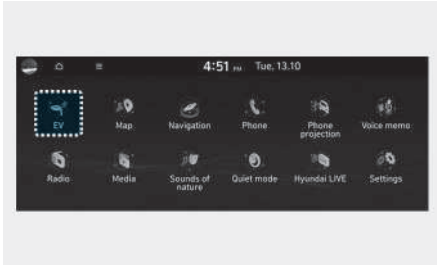 4:51 PM Tue, 13.10
EV Map Navigation Phone Phone projection Voice memo
Radio Media Sounds of nature Quiet mode Hyundai LIVE Settings